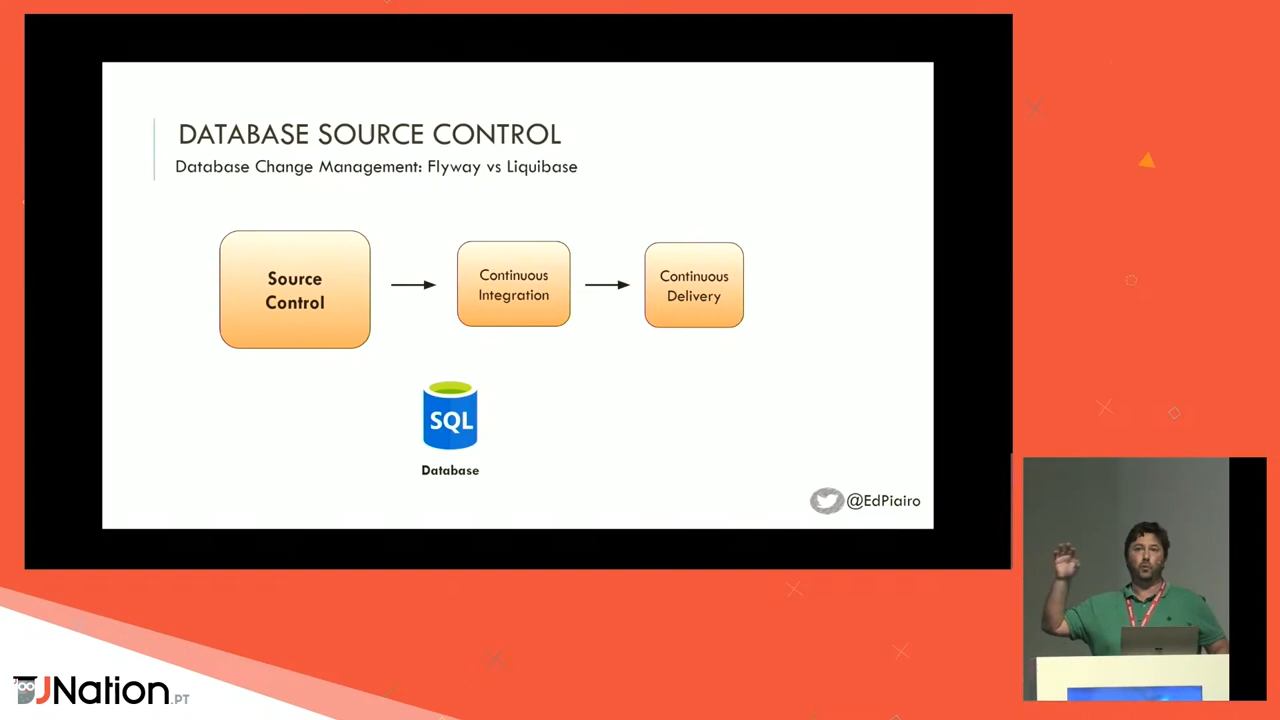 DATABASE SOURCE CONTROL
Database Change Management: Flyway vs Liquibase
Source
Control
Continuous
Integration
Continuous
Delivery
SQL
Database
@EdPiairo
JNation.PT